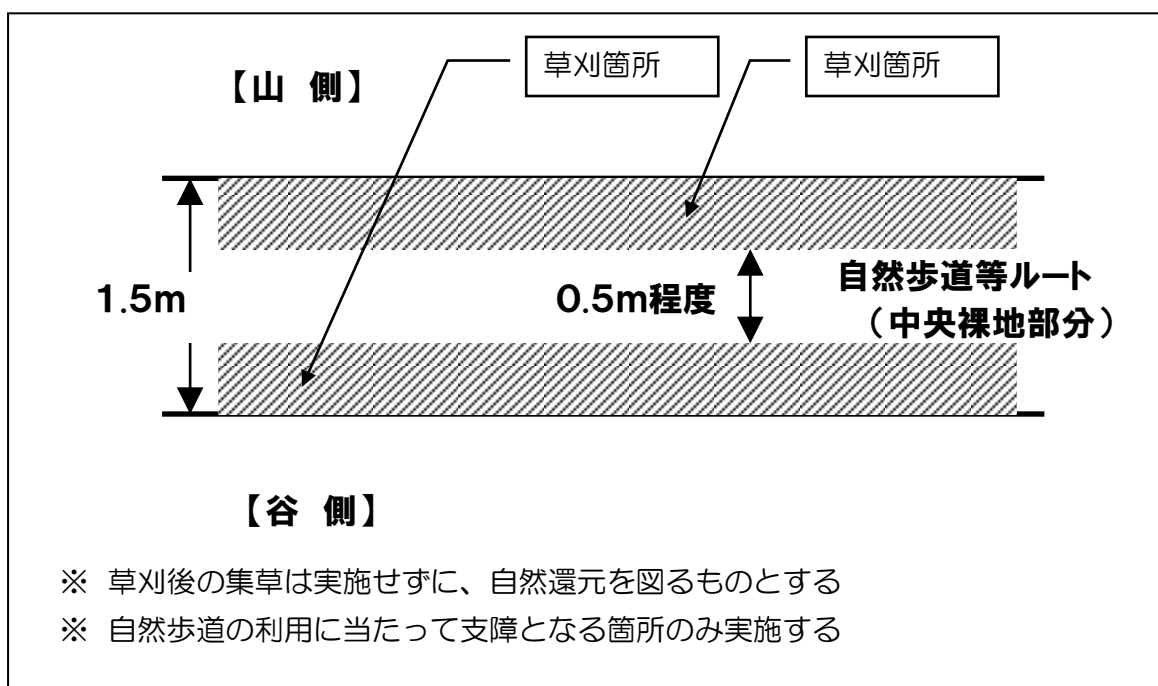 草刈箇所
草刈箇所
【山 側】
1.5m
0.5m程度
自然歩道等ルート
（中央裸地部分）
【谷 側】
※ 草刈後の集草は実施せずに、自然還元を図るものとする
※ 自然歩道の利用に当たって支障となる箇所のみ実施する